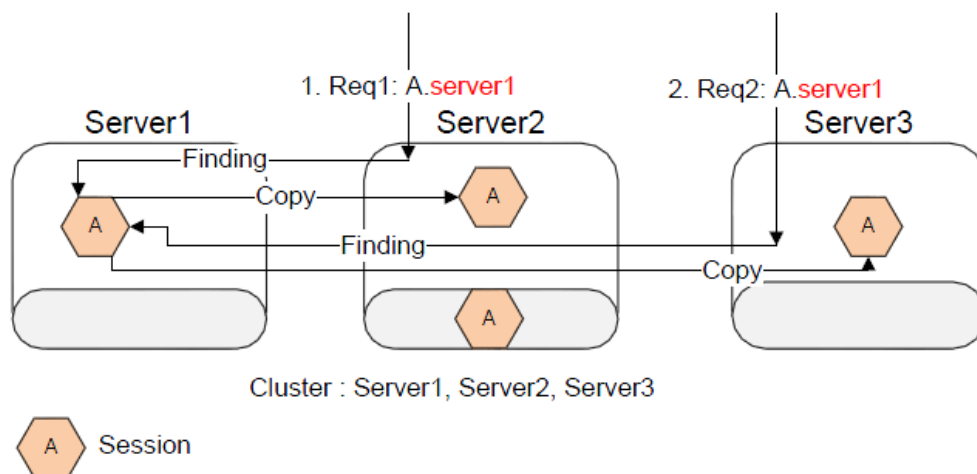 1. Req1: A.server1
2. Req2: A.server1
Server1
Server2
Server3
Finding
Copy
A
A
A
Finding
Copy
A
Cluster : Server1, Server2, Server3
A
Session